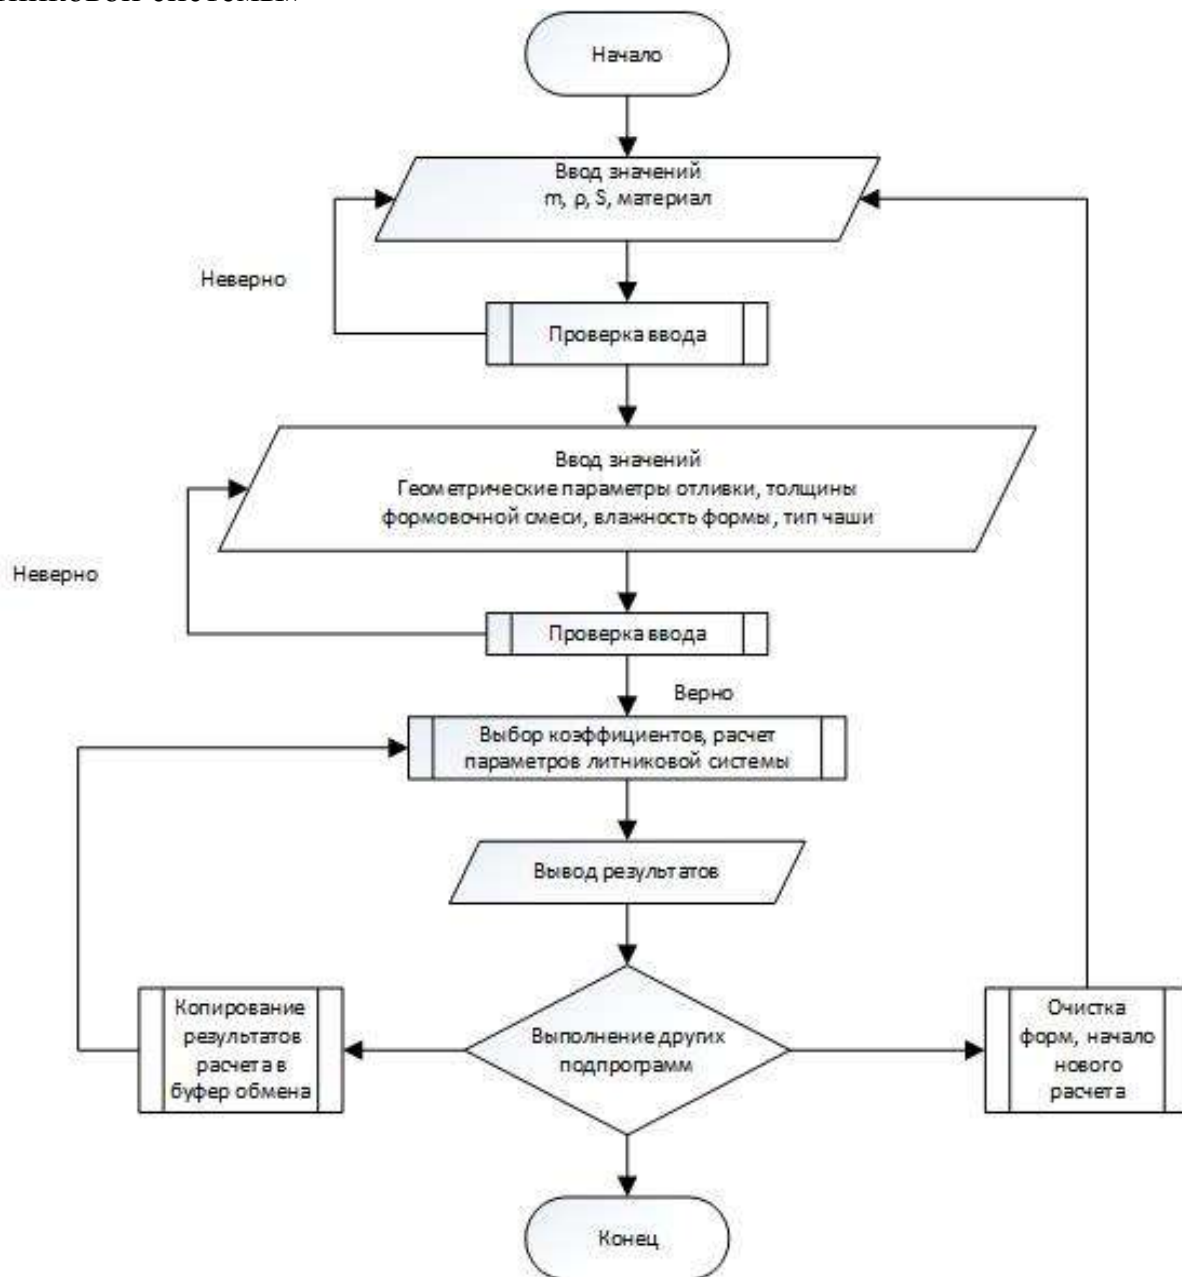 Начало
Ввод значений
m, ρ, S, материал
Неверно
Проверка ввода
Ввод значений
Геометрические параметры отливки, толщины
формовочной смеси, влажность формы, тип чаши
Неверно
Проверка ввода
Верно
Выбор коэффициентов, расчет
параметров литниковой системы
Вывод результатов
Копирование
результатов
расчета в
буфер обмена
Выполнение других
подпрограмм
Очистка
форм, начало
нового
расчета
Конец